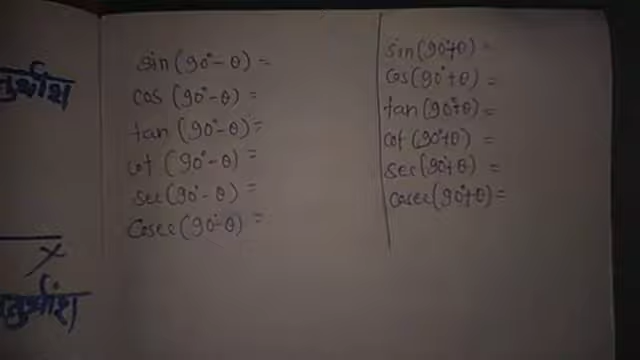 sin(90°-θ) =
cos (90°-θ) =
tan (90°-θ) =
cot (90°-θ) =
sec(90°-θ) =
Cosec(90°-θ) =
sin(90°+θ) =
Cos(90°+θ) =
tan(90°+θ) =
cot(90°+θ) =
sec(90°+θ) =
Cosec(90°+θ) =
X